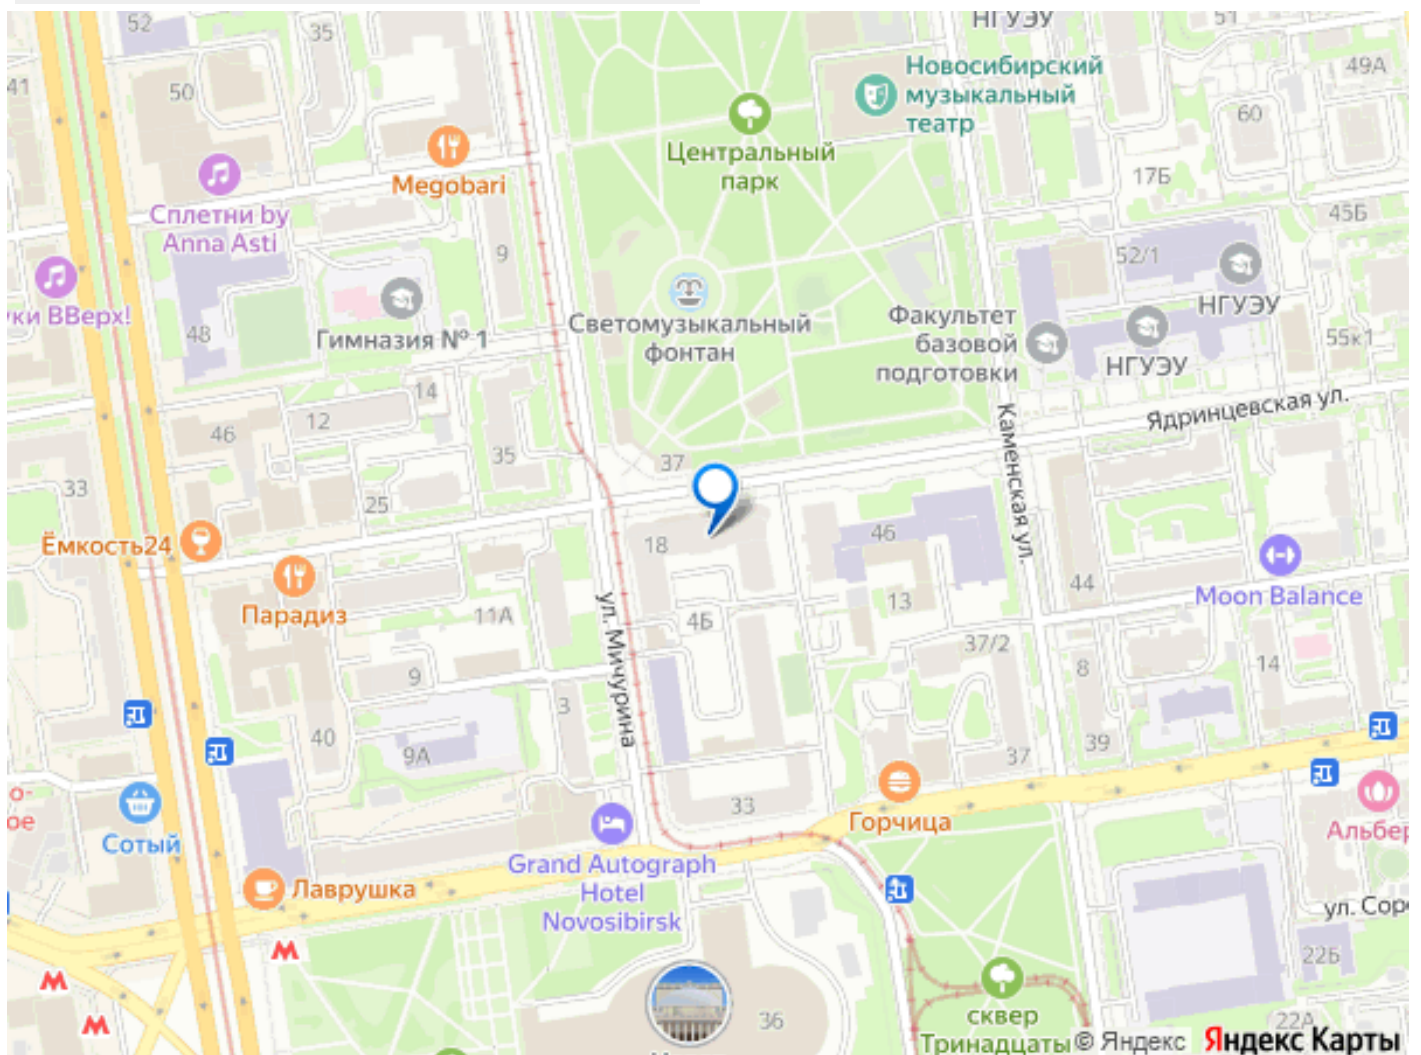 52
35
НГУЭУ
51
41
50
Новосибирский
музыкальный
театр
49А
60
Центральный
парк
Megobari
17Б
Сплетни by
Anna Asti
45Б
9
52/1
НГУЭУ
ки ВВерх!
48
Гимназия № 1
Светомузыкальный
фонтан
Факультет
базовой
подготовки
НГУЭУ
55к1
14
12
46
35
Ядринцевская ул.
Каменская ул.
37
33
25
Ёмкость24
18
46
Парадиз
11А
4Б
13
44
Moon Balance
ул. Мичурина
37/2
9
8
14
3
40
9А
39
37
33
Сотый
Горчица
Grand Autograph
Hotel
Novosibirsk
Лаврушка
М
М
М
36
сквер
Тринадцаты
22Б
22А
© Яндекс
Яндекс Карты